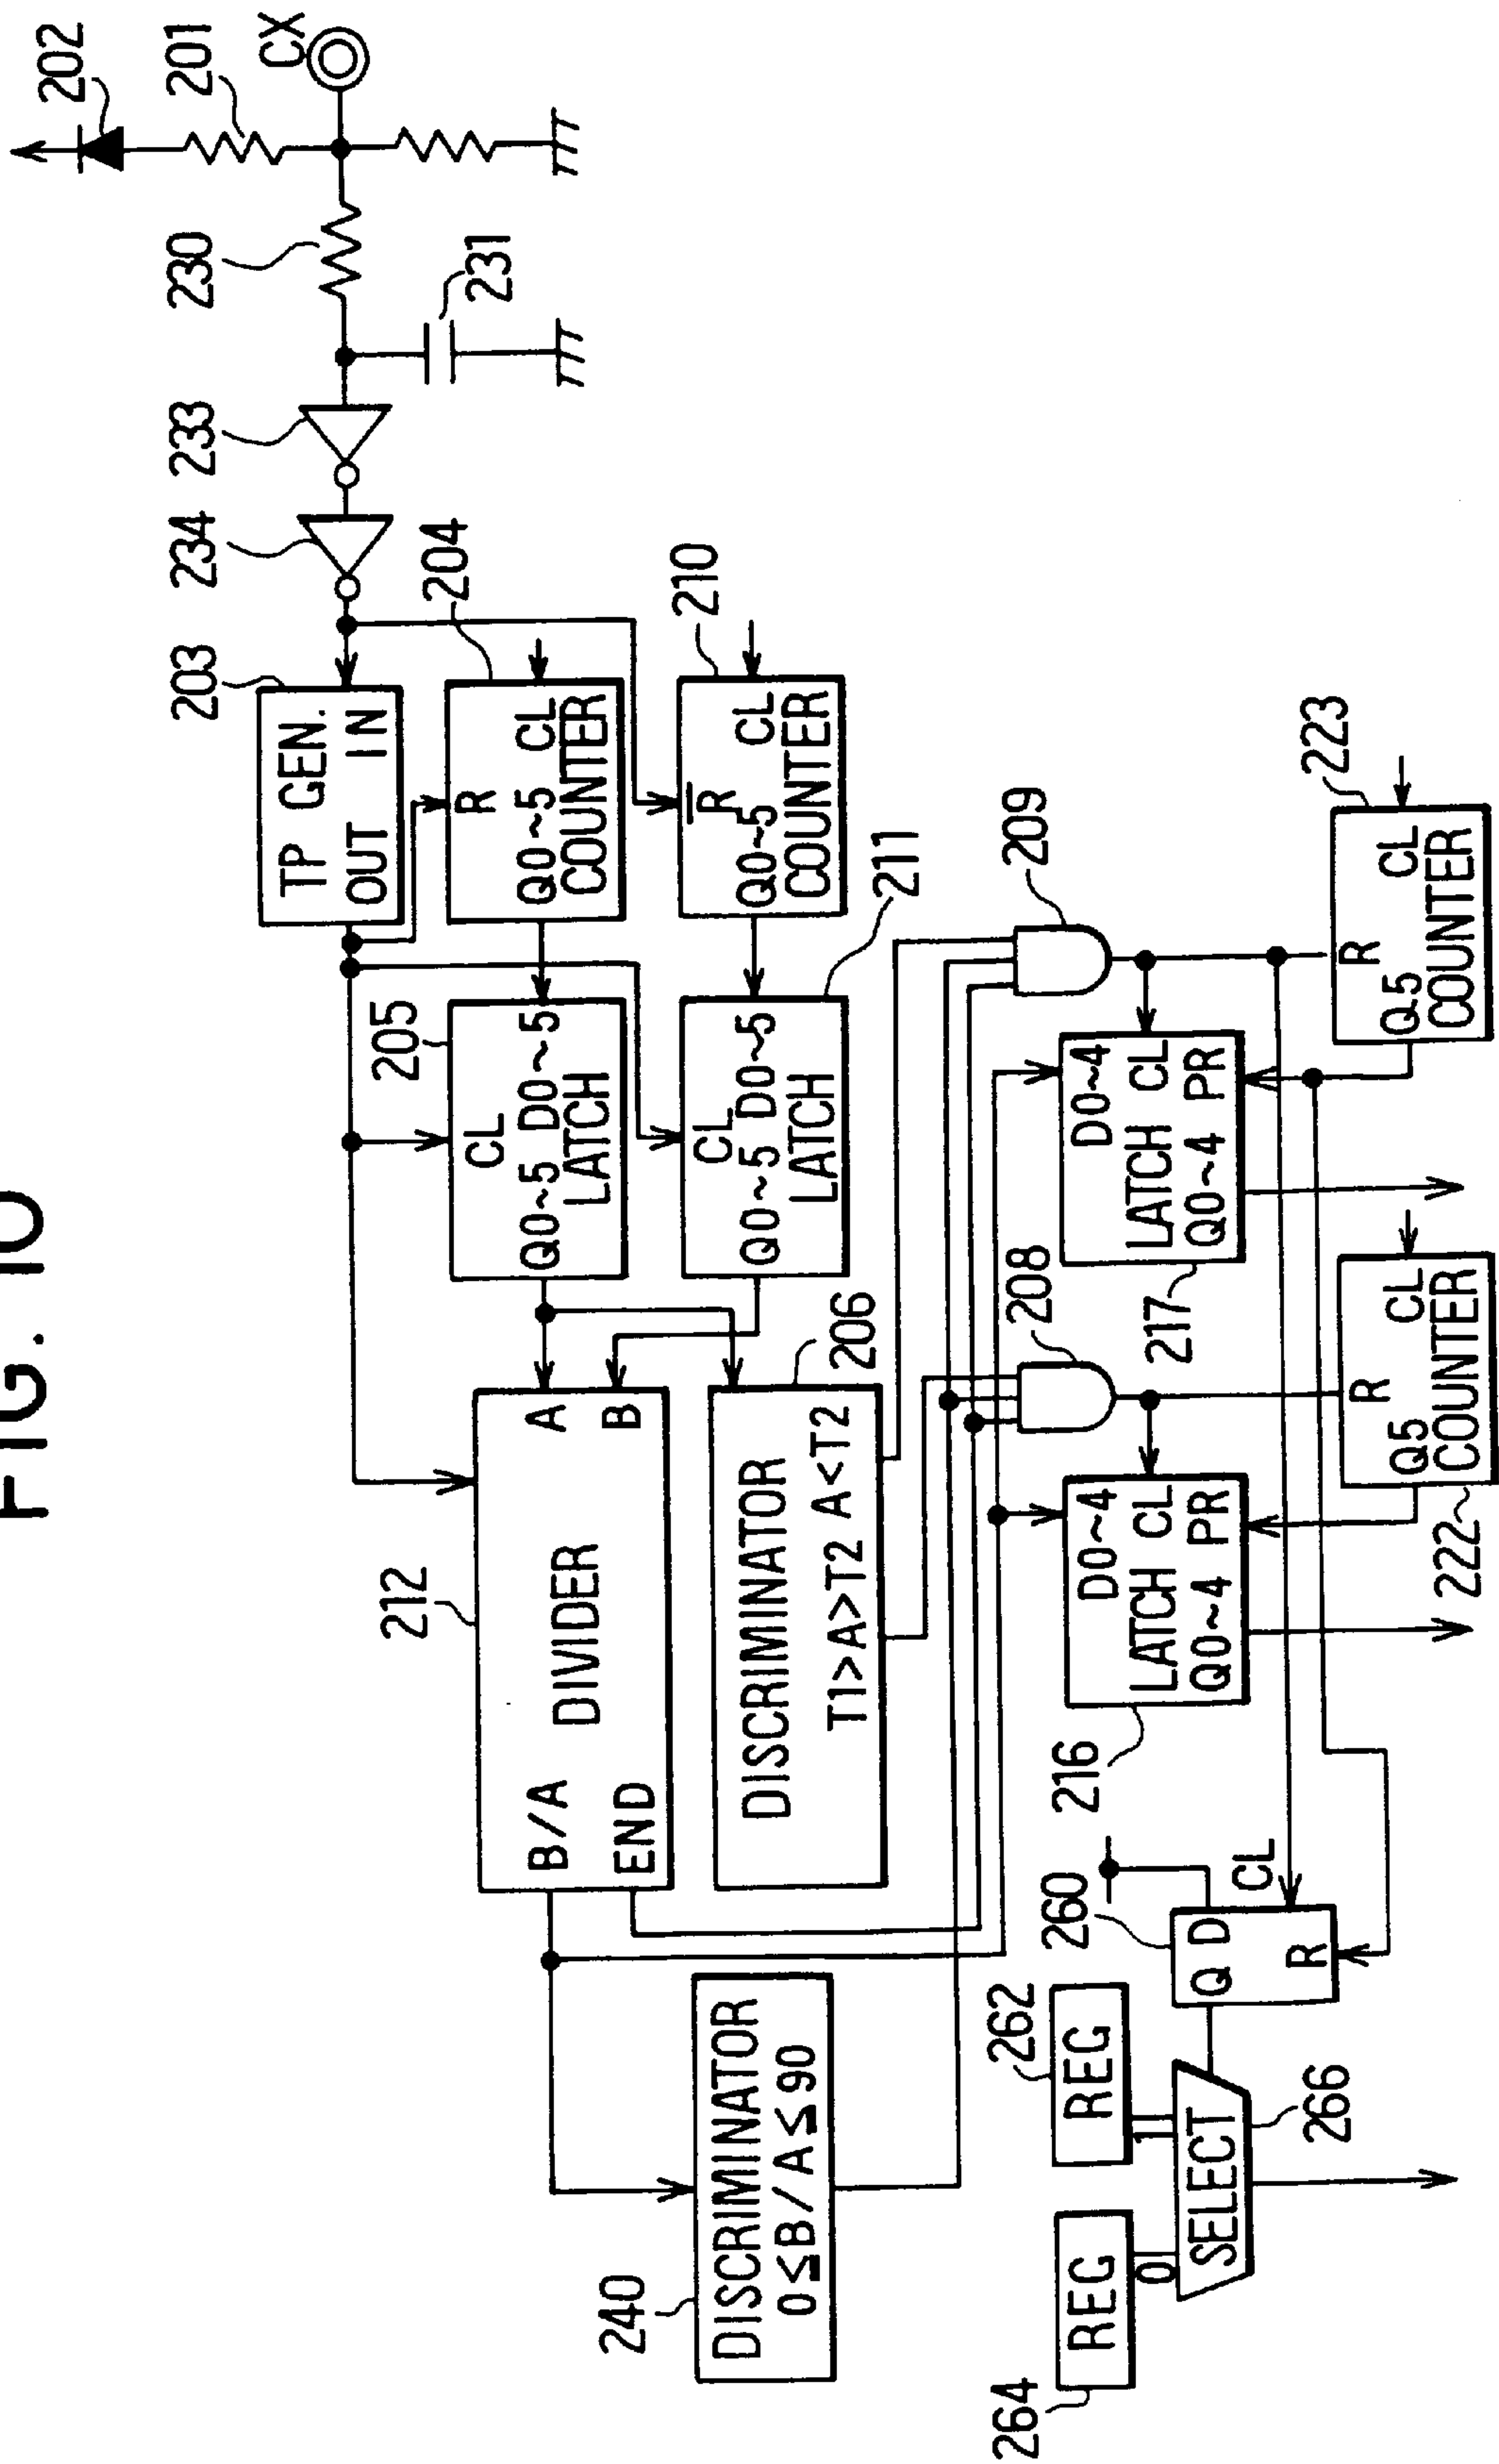 FIG. 10
202
201
CX
230
231
233
234
203
TP GEN.
OUT IN
204
R
Q0~5 CL
COUNTER
210
R
Q0~5 CL
COUNTER
205
CL
Q0~5 D0~5
LATCH
211
CL
Q0~5 D0~5
LATCH
212
A
B/A DIVIDER B
END
206
DISCRIMINATOR
T1>A>T2 A<T2
240
DISCRIMINATOR
0≦B/A≦90
209
208
217
D0~4
LATCH CL
Q0~4 PR
223
R
Q5 CL
COUNTER
216
D0~4
LATCH CL
Q0~4 PR
222
R
Q5 CL
COUNTER
260
Q D
CL
R
262
REG
264
REG
0 1
SELECT
266